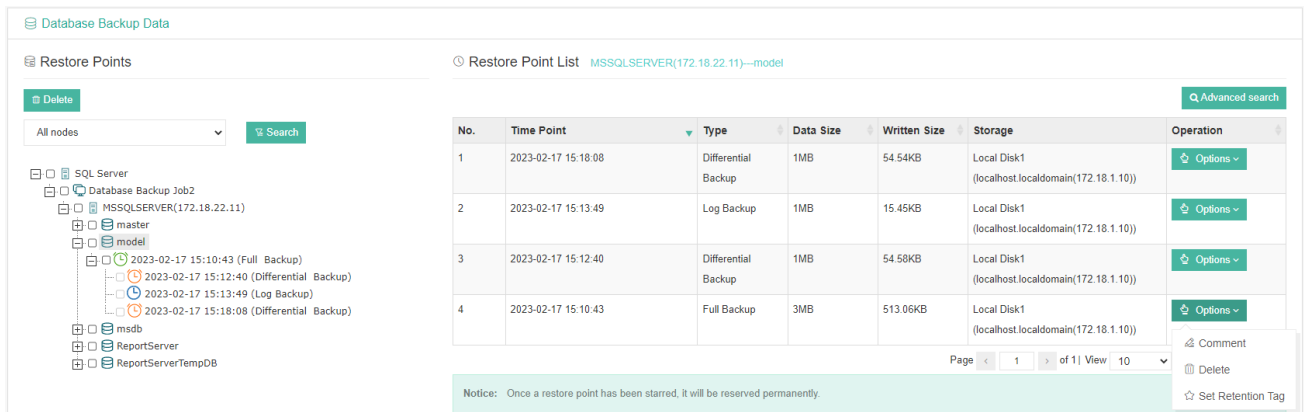 Database Backup Data
Restore Points
Delete
All nodes
Search
SQL Server
Database Backup Job2
MSSQLSERVER(172.18.22.11)
master
model
2023-02-17 15:10:43 (Full Backup)
2023-02-17 15:12:40 (Differential Backup)
2023-02-17 15:13:49 (Log Backup)
2023-02-17 15:18:08 (Differential Backup)
msdb
ReportServer
ReportServerTempDB
Restore Point List MSSQLSERVER(172.18.22.11)---model
Advanced search
No. Time Point Type Data Size Written Size Storage Operation
1 2023-02-17 15:18:08 Differential 1MB 54.54KB Local Disk1 Options
Backup (localhost.localdomain(172.18.1.10))
2 2023-02-17 15:13:49 Log Backup 1MB 15.45KB Local Disk1 Options
(localhost.localdomain(172.18.1.10))
3 2023-02-17 15:12:40 Differential 1MB 54.58KB Local Disk1 Options
Backup (localhost.localdomain(172.18.1.10))
4 2023-02-17 15:10:43 Full Backup 3MB 513.06KB Local Disk1 Options
(localhost.localdomain(172.18.1.10))
Page < 1 > of 1| View 10
Comment
Delete
Set Retention Tag
Notice: Once a restore point has been starred, it will be reserved permanently.